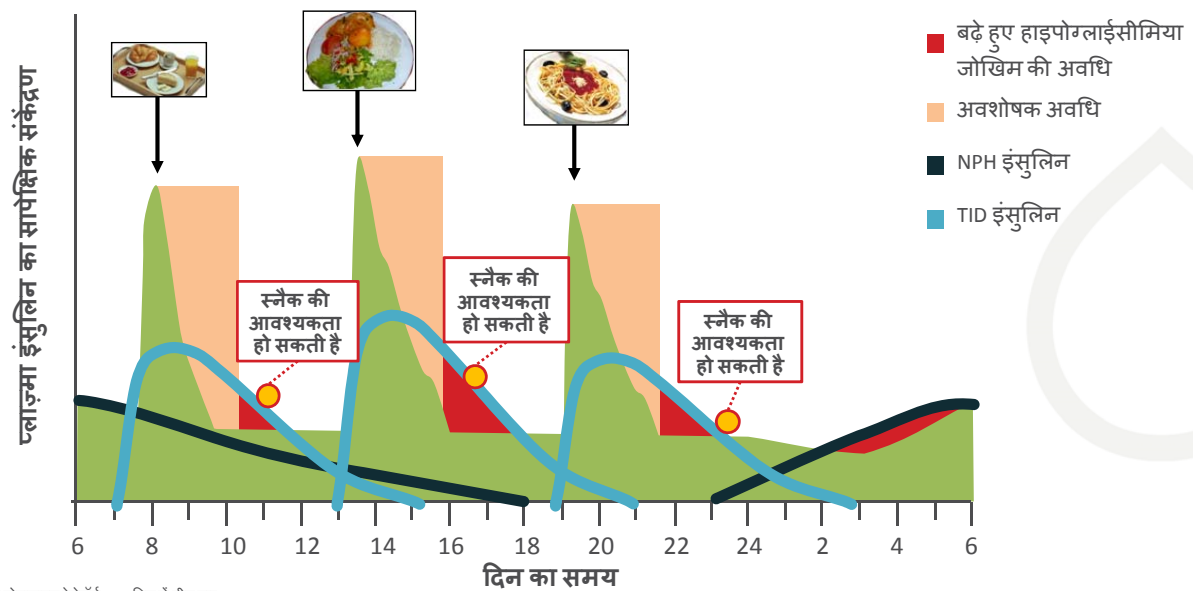 बढ़े हुए हाइपोग्लाईसीमिया
जोखिम की अवधि
अवशोषक अवधि
NPH इंसुलिन
TID इंसुलिन
प्लाज़्मा इंसुलिन का सापेक्षिक संकेंद्रण
स्नैक की
आवश्यकता
हो सकती है
स्नैक की
आवश्यकता
हो सकती है
स्नैक की
आवश्यकता
हो सकती है
6 8 10 12 14 16 18 20 22 24 2 4 6
दिन का समय